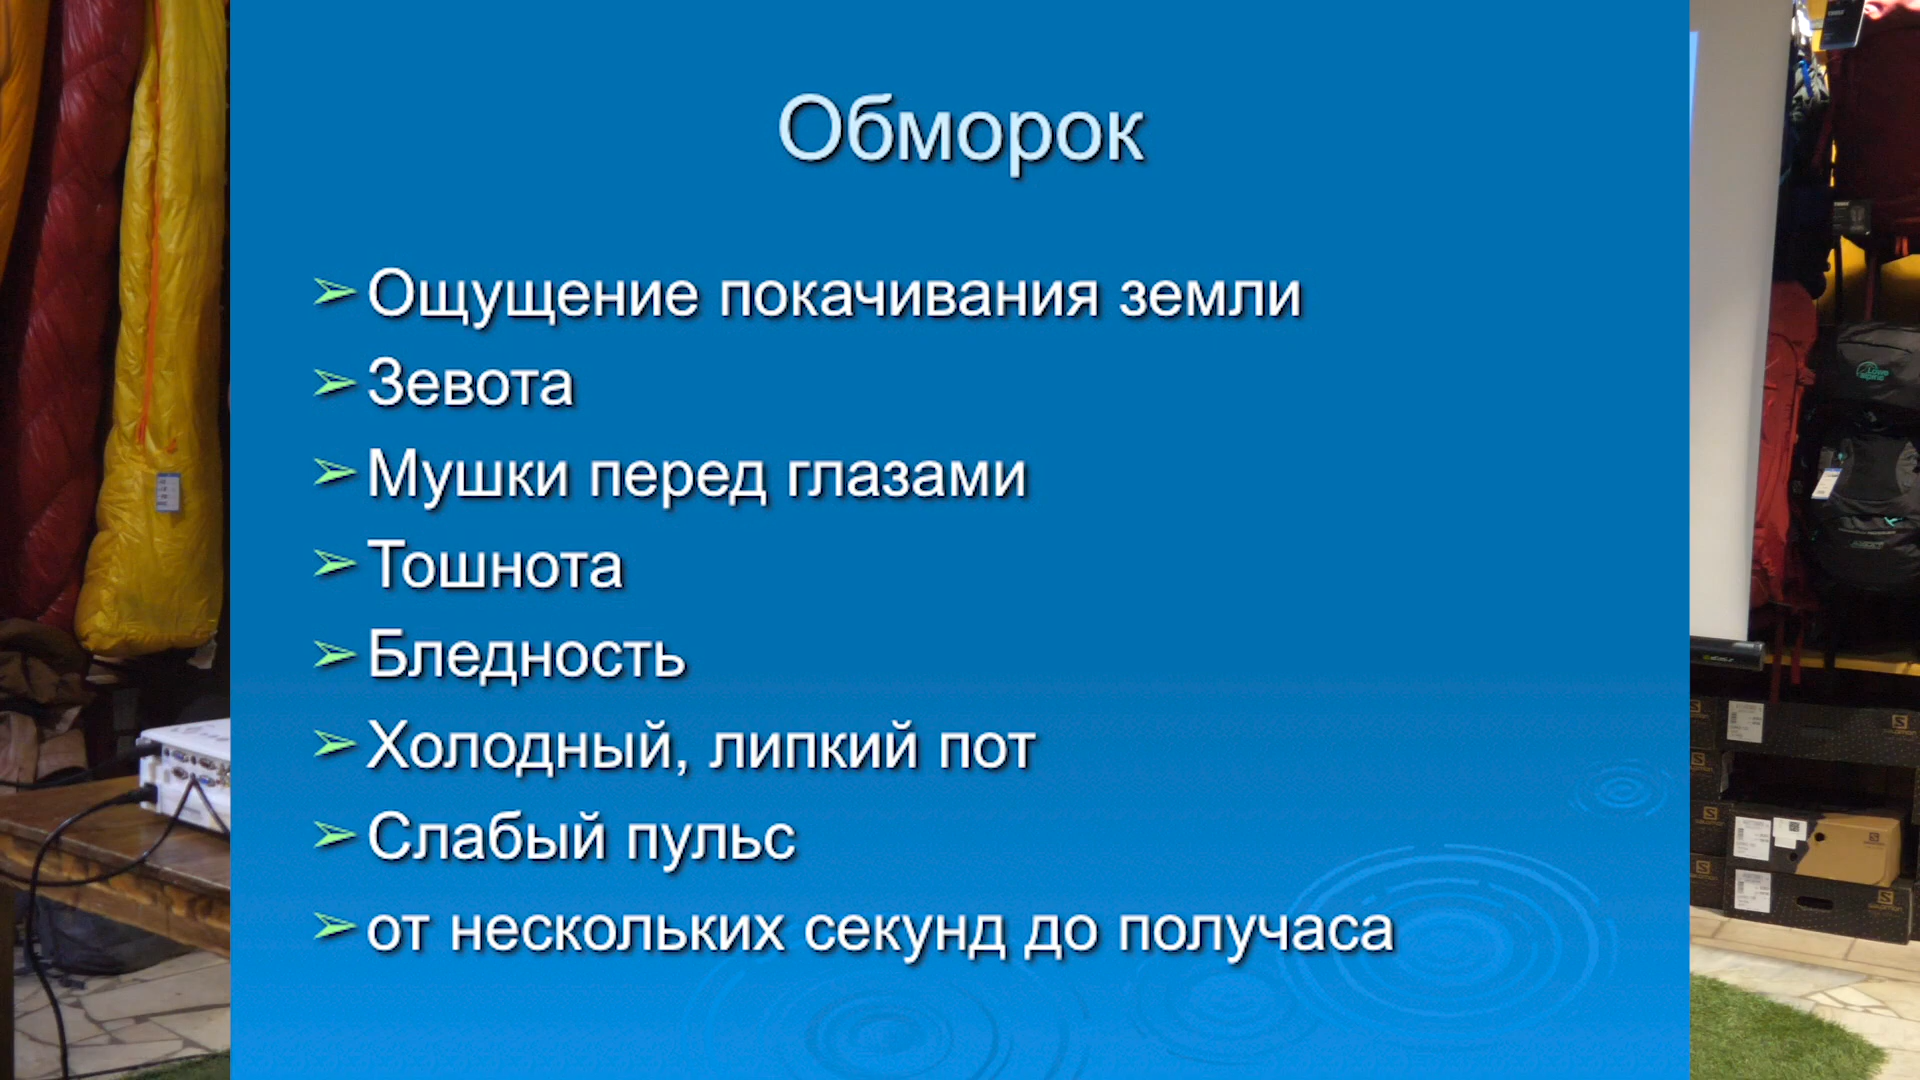 Обморок
Ощущение покачивания земли
Зевота
Мушки перед глазами
Тошнота
Бледность
Холодный, липкий пот
Слабый пульс
от нескольких секунд до получаса